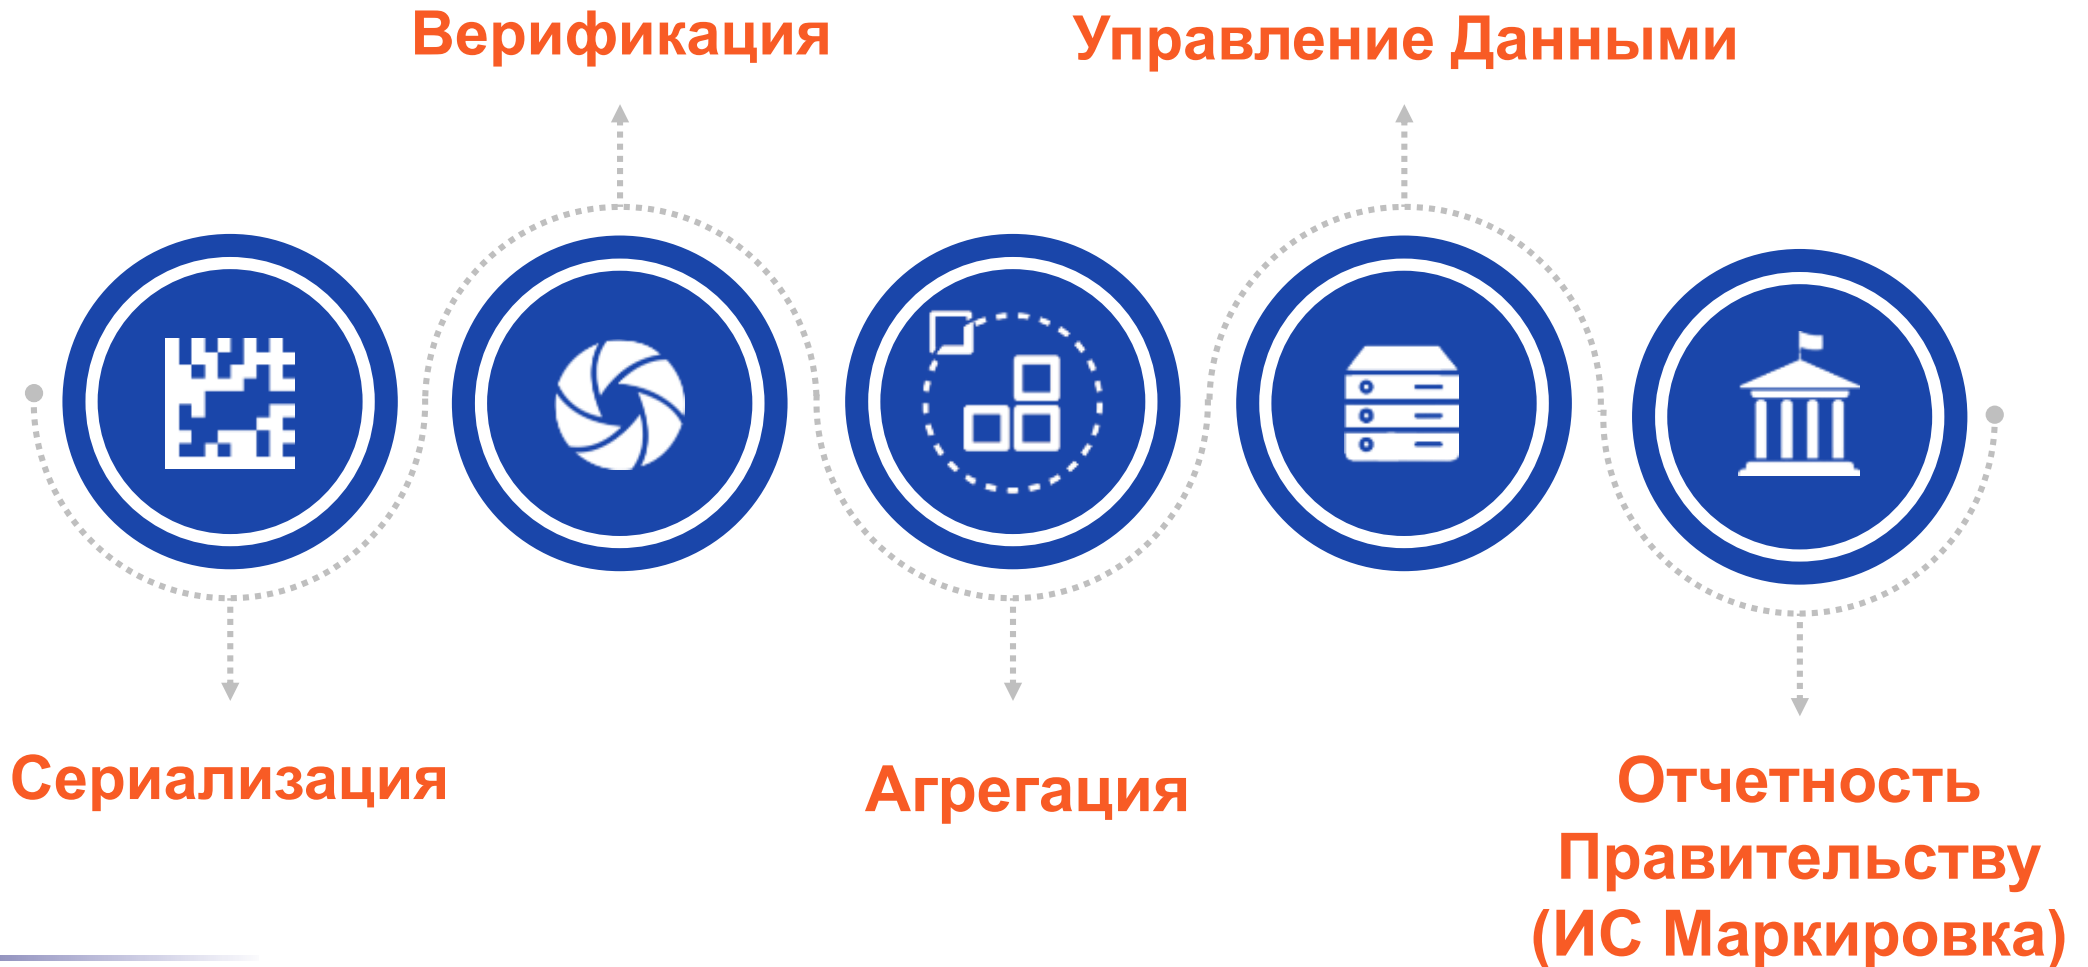 Верификация
Управление Данными
Сериализация
Агрегация
Отчетность
Правительству
(ИС Маркировка)